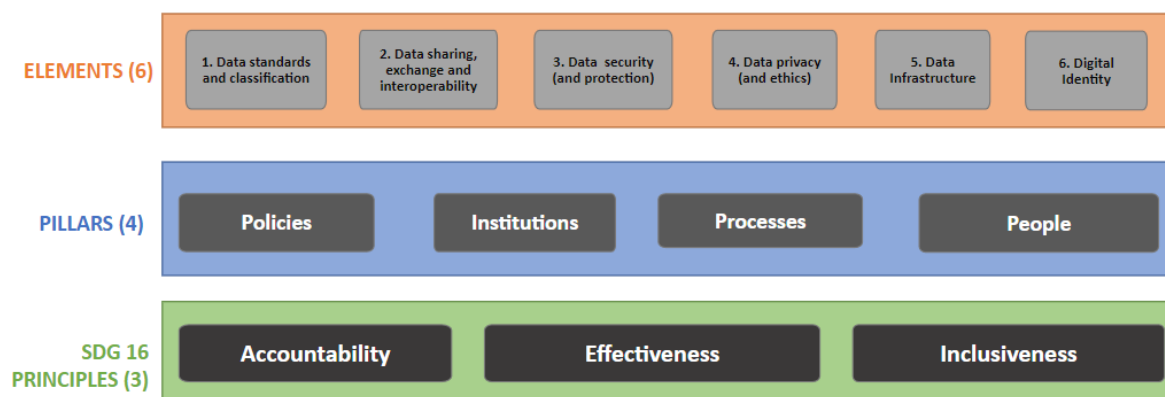 ELEMENTS (6)
1. Data standards
and classification
2. Data sharing,
exchange and
interoperability
3. Data security
(and protection)
4. Data privacy
(and ethics)
5. Data
Infrastructure
6. Digital
Identity
PILLARS (4)
Policies
Institutions
Processes
People
SDG 16
PRINCIPLES (3)
Accountability
Effectiveness
Inclusiveness